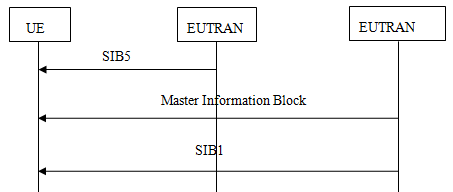 UE
EUTRAN
EUTRAN
SIB5
Master Information Block
SIB1